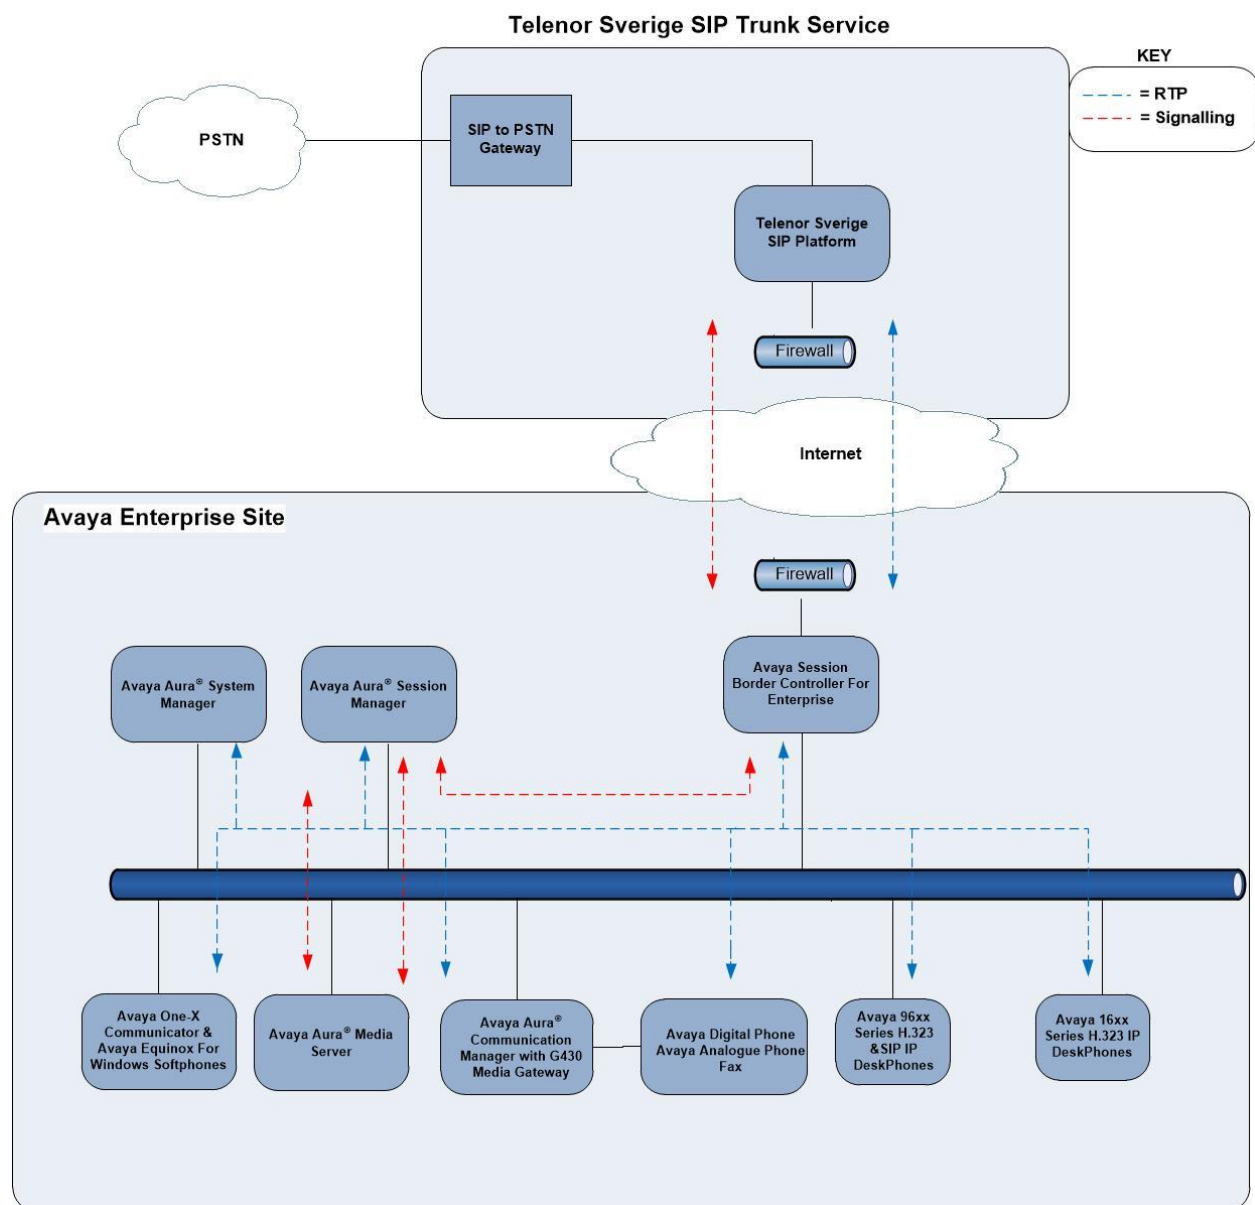 Telenor Sverige SIP Trunk Service
KEY
= RTP
= Signalling
PSTN
SIP to PSTN
Gateway
Telenor Sverige
SIP Platform
Firewall
Internet
Avaya Enterprise Site
Firewall
Avaya Aura® System
Manager
Avaya Aura® Session
Manager
Avaya Session
Border Controller For
Enterprise
Avaya One-X
Communicator &
Avaya Equinox For
Windows Softphones
Avaya Aura® Media
Server
Avaya Aura®
Communication
Manager with G430
Media Gateway
Avaya Digital Phone
Avaya Analogue Phone
Fax
Avaya 96xx
Series H.323
&SIP IP
DeskPhones
Avaya 16xx
Series H.323 IP
DeskPhones